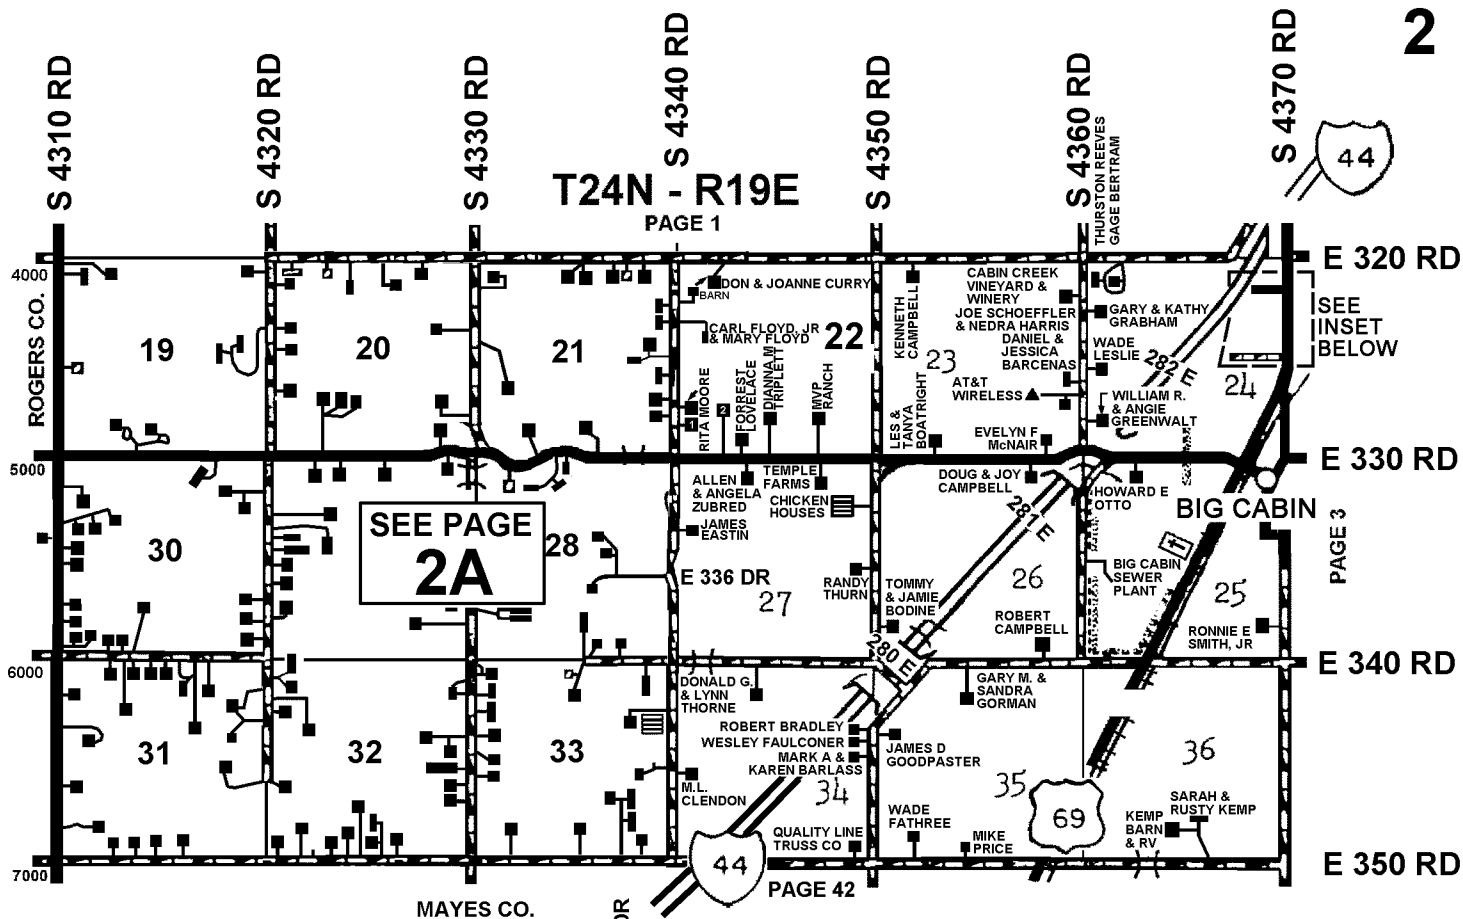 2
S 4310 RD
S 4320 RD
S 4330 RD
S 4340 RD
S 4350 RD
S 4360 RD
S 4370 RD
THURSTON REEVES
GAGE BERTRAM
44
T24N - R19E
PAGE 1
E 320 RD
4000
ROGERS CO.
19
20
21
22
23
24
DON & JOANNE CURRY
BARN
CARL FLOYD, JR
& MARY FLOYD
RITA MOORE
1
2
FORREST
LOVELACE
DIANNA M
TRIPLETT
MVP
RANCH
KENNETH
CAMPBELL
LES &
TANYA
BOATRIGHT
CABIN CREEK
VINEYARD &
WINERY
JOE SCHOEFFLER
& NEDRA HARRIS
DANIEL &
JESSICA
BARCENAS
AT&T
WIRELESS
EVELYN F
McNAIR
GARY & KATHY
GRABHAM
WADE
LESLIE
282 E
WILLIAM R.
& ANGIE
GREENWALT
SEE
INSET
BELOW
5000
E 330 RD
ALLEN
& ANGELA
ZUBRED
TEMPLE
FARMS
CHICKEN
HOUSES
DOUG & JOY
CAMPBELL
HOWARD E
OTTO
BIG CABIN
PAGE 3
281 E
SEE PAGE
2A
30
28
27
26
25
JAMES
EASTIN
E 336 DR
RANDY
THURN
TOMMY
& JAMIE
BODINE
ROBERT
CAMPBELL
BIG CABIN
SEWER
PLANT
RONNIE E
SMITH, JR
280 E
6000
E 340 RD
DONALD G.
& LYNN
THORNE
GARY M. &
SANDRA
GORMAN
ROBERT BRADLEY
WESLEY FAULCONER
MARK A &
KAREN BARLASS
JAMES D
GOODPASTER
31
32
33
34
35
36
M.L.
CLENDON
WADE
FATHREE
QUALITY LINE
TRUSS CO
MIKE
PRICE
69
KEMP
BARN
& RV
SARAH &
RUSTY KEMP
7000
E 350 RD
44
PAGE 42
MAYES CO.
DR